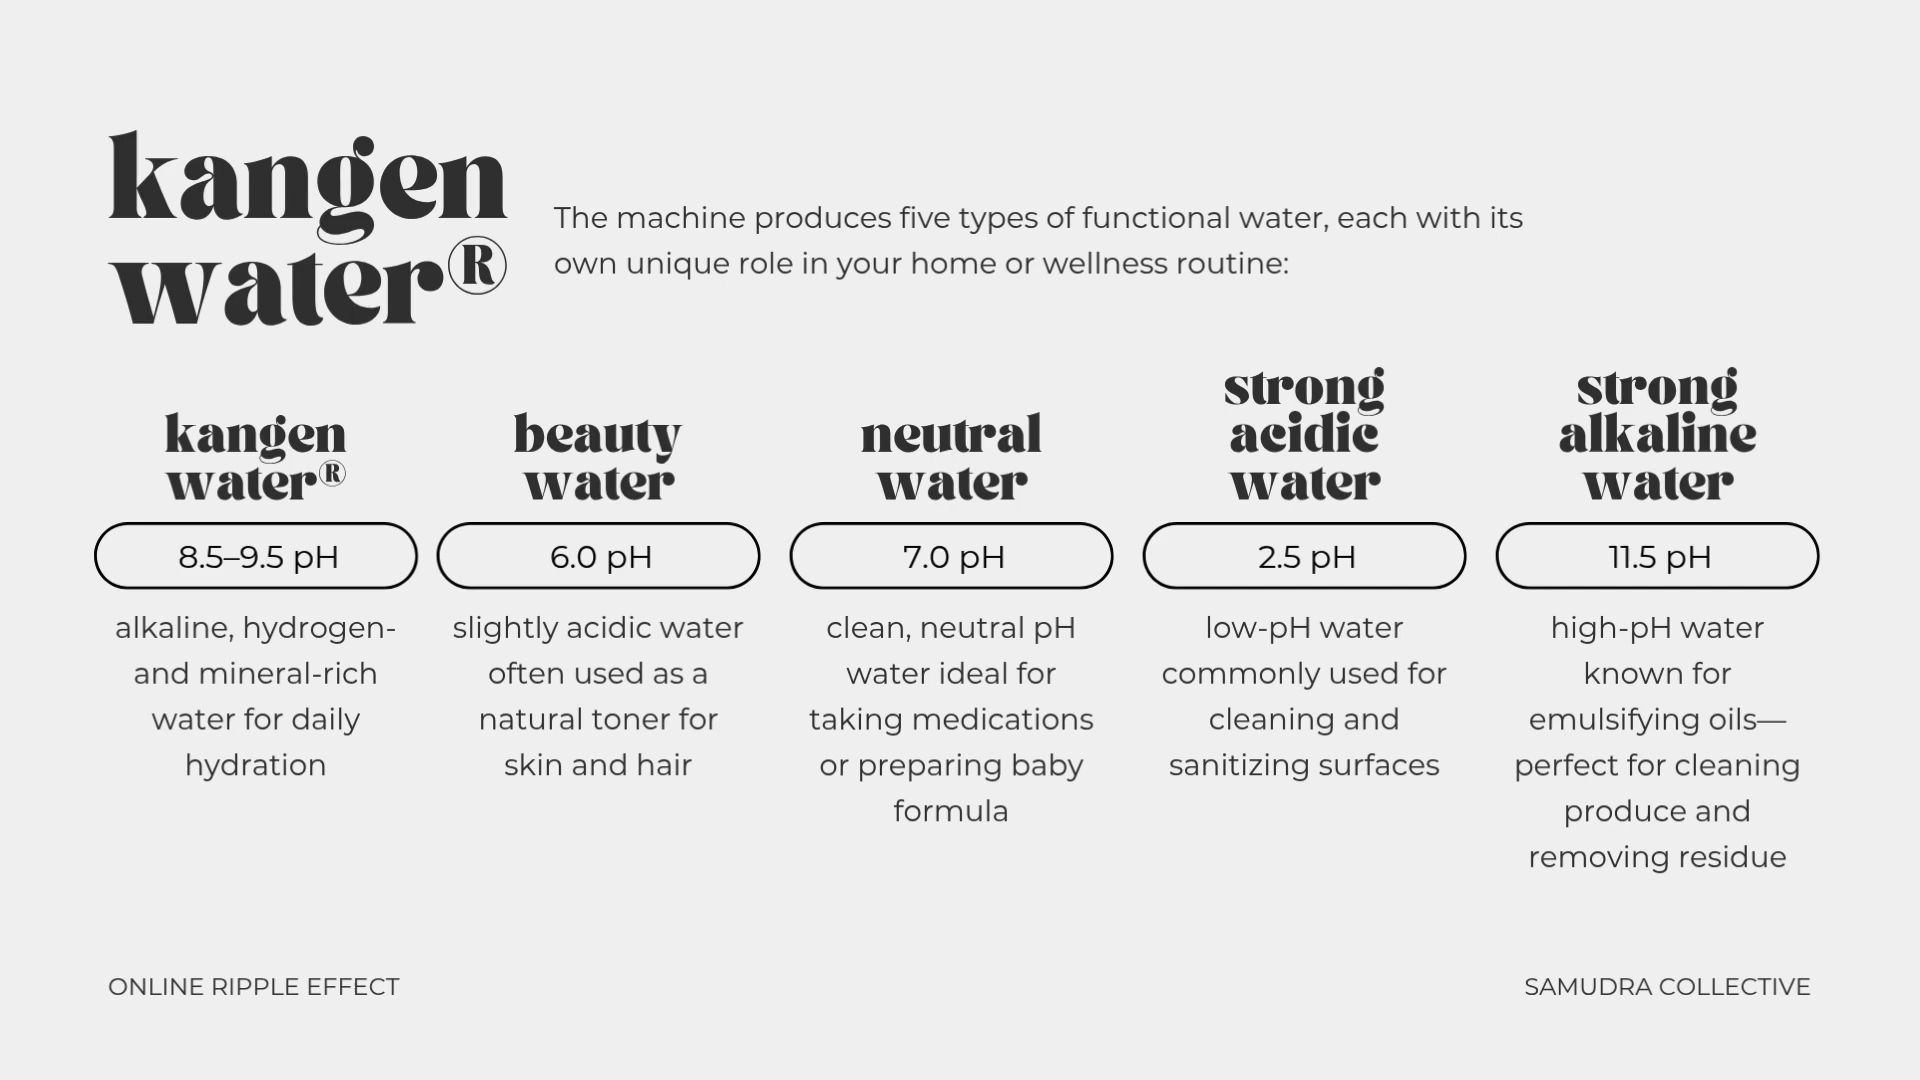 kangen
water®
The machine produces five types of functional water, each with its
own unique role in your home or wellness routine:
kangen
water®
8.5–9.5 pH
alkaline, hydrogen-
and mineral-rich
water for daily
hydration
beauty
water
6.0 pH
slightly acidic water
often used as a
natural toner for
skin and hair
neutral
water
7.0 pH
clean, neutral pH
water ideal for
taking medications
or preparing baby
formula
strong
acidic
water
2.5 pH
low-pH water
commonly used for
cleaning and
sanitizing surfaces
strong
alkaline
water
11.5 pH
high-pH water
known for
emulsifying oils—
perfect for cleaning
produce and
removing residue
ONLINE RIPPLE EFFECT
SAMUDRA COLLECTIVE